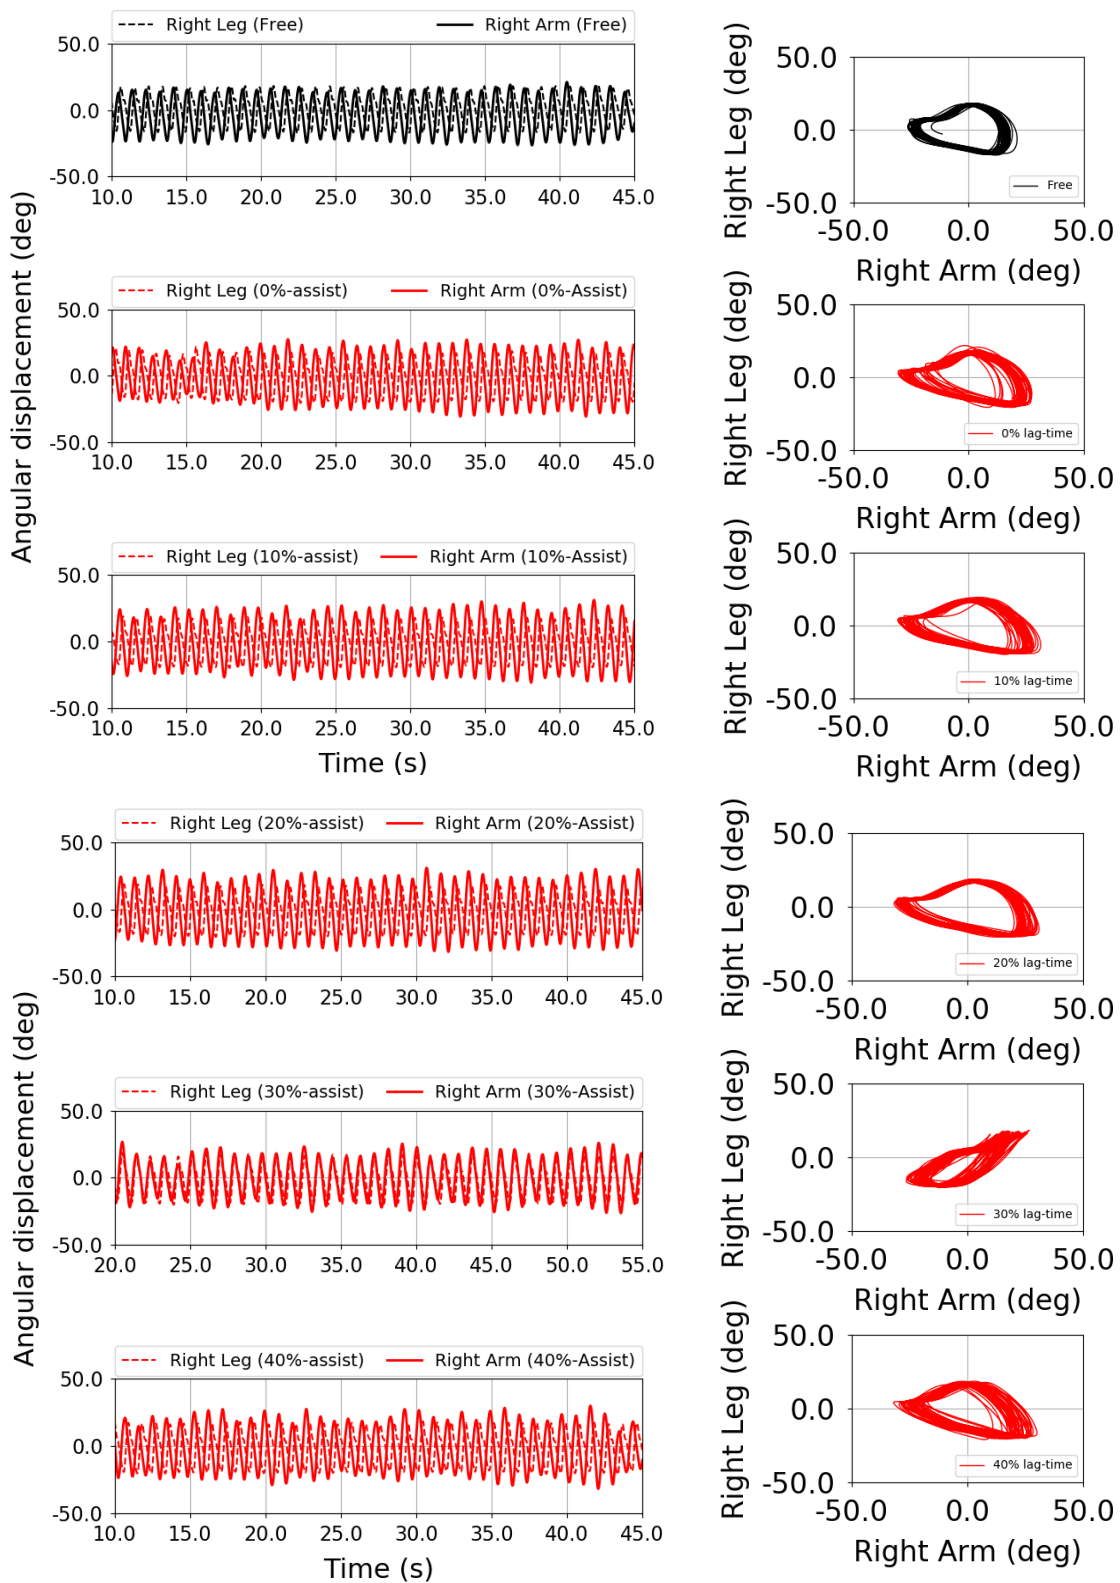 Right Leg (Free) Right Arm (Free)
50.0
0.0
-50.0
10.0 15.0 20.0 25.0 30.0 35.0 40.0 45.0
Right Leg (deg)
50.0
0.0
-50.0
Free
-50.0 0.0 50.0
Right Arm (deg)
Angular displacement (deg)
Right Leg (0%-assist) Right Arm (0%-Assist)
50.0
0.0
-50.0
10.0 15.0 20.0 25.0 30.0 35.0 40.0 45.0
Right Leg (deg)
50.0
0.0
-50.0
0% lag-time
-50.0 0.0 50.0
Right Arm (deg)
Right Leg (10%-assist) Right Arm (10%-Assist)
50.0
0.0
-50.0
10.0 15.0 20.0 25.0 30.0 35.0 40.0 45.0
Time (s)
Right Leg (deg)
50.0
0.0
-50.0
10% lag-time
-50.0 0.0 50.0
Right Arm (deg)
Right Leg (20%-assist) Right Arm (20%-Assist)
50.0
0.0
-50.0
10.0 15.0 20.0 25.0 30.0 35.0 40.0 45.0
Right Leg (deg)
50.0
0.0
-50.0
20% lag-time
-50.0 0.0 50.0
Right Arm (deg)
Angular displacement (deg)
Right Leg (30%-assist) Right Arm (30%-Assist)
50.0
0.0
-50.0
20.0 25.0 30.0 35.0 40.0 45.0 50.0 55.0
Right Leg (deg)
50.0
0.0
-50.0
30% lag-time
-50.0 0.0 50.0
Right Arm (deg)
Right Leg (40%-assist) Right Arm (40%-Assist)
50.0
0.0
-50.0
10.0 15.0 20.0 25.0 30.0 35.0 40.0 45.0
Time (s)
Right Leg (deg)
50.0
0.0
-50.0
40% lag-time
-50.0 0.0 50.0
Right Arm (deg)